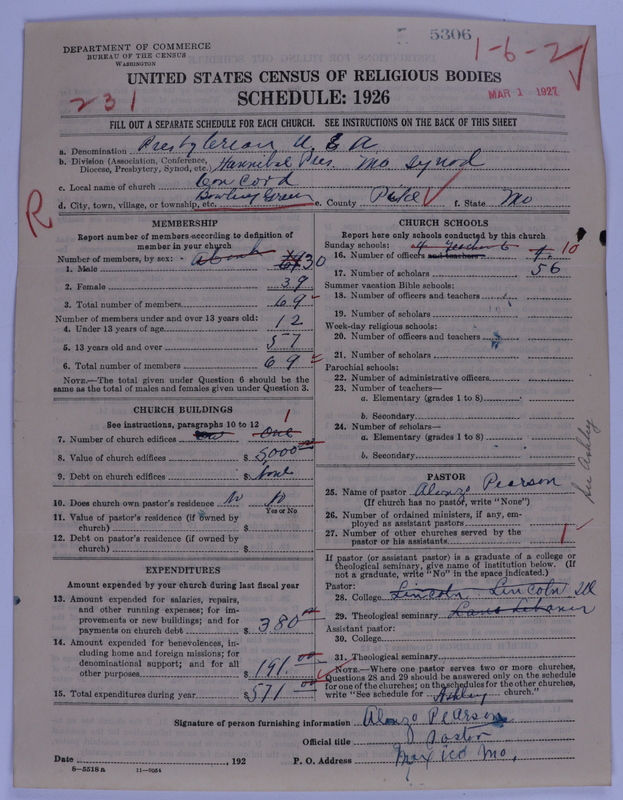 5306
1-6-2
DEPARTMENT OF COMMERCE
BUREAU OF THE CENSUS
WASHINGTON
MAR 1 1927
UNITED STATES CENSUS OF RELIGIOUS BODIES
231
SCHEDULE: 1926
FILL OUT A SEPARATE SCHEDULE FOR EACH CHURCH. SEE INSTRUCTIONS ON THE BACK OF THIS SHEET
a. Denomination Presbyterian U. S. A
b. Division (Association, Conference, Diocese, Presbytery, Synod, etc.) Hannibal Pres. Mo Synod
c. Local name of church Concord
d. City, town, village, or township, etc. Bowling Green e. County Pike f. State Mo
R
MEMBERSHIP
Report number of members according to definition of
member in your church
Number of members, by sex: about
1. Male 30
2. Female 39
3. Total number of members 69
Number of members under and over 13 years old:
4. Under 13 years of age 12
5. 13 years old and over 57
6. Total number of members 69
NOTE.—The total given under Question 6 should be the
same as the total of males and females given under Question 3.
CHURCH BUILDINGS
See instructions, paragraphs 10 to 12
7. Number of church edifices one 1
8. Value of church edifices $ 5000
9. Debt on church edifices $ None
10. Does church own pastor's residence No No
Yes or No
11. Value of pastor's residence (if owned by
church) $
12. Debt on pastor's residence (if owned by
church) $
EXPENDITURES
Amount expended by your church during last fiscal year
13. Amount expended for salaries, repairs,
and other running expenses; for im-
provements or new buildings; and for
payments on church debt $ 380.00
14. Amount expended for benevolences, in-
cluding home and foreign missions; for
denominational support; and for all
other purposes $ 191.00
15. Total expenditures during year $ 571.00
CHURCH SCHOOLS
Report here only schools conducted by this church
Sunday schools: 4 teachers 6
16. Number of officers and teachers 4. 10
17. Number of scholars 56
Summer vacation Bible schools:
18. Number of officers and teachers
19. Number of scholars
Week-day religious schools:
20. Number of officers and teachers
21. Number of scholars
Parochial schools:
22. Number of administrative officers
23. Number of teachers—
a. Elementary (grades 1 to 8)
b. Secondary
24. Number of scholars—
a. Elementary (grades 1 to 8)
b. Secondary
See Ashley
PASTOR
25. Name of pastor Alonzo Pearson
(If church has no pastor, write "None")
26. Number of ordained ministers, if any, em-
ployed as assistant pastors
27. Number of other churches served by the
pastor or his assistants 1
If pastor (or assistant pastor) is a graduate of a college or
theological seminary, give name of institution below. (If
not a graduate, write "No" in the space indicated.)
Pastor:
28. College Lincoln Lincoln Ill
29. Theological seminary
Assistant pastor:
30. College
31. Theological seminary
NOTE.—Where one pastor serves two or more churches,
Questions 28 and 29 should be answered only on the schedule
for one of the churches; on the schedules for the other churches,
write "See schedule for Ashley church."
Signature of person furnishing information Alonzo Pearson
Official title Pastor
Date , 192 P. O. Address Mexico Mo.
8-5518 a 11-9084